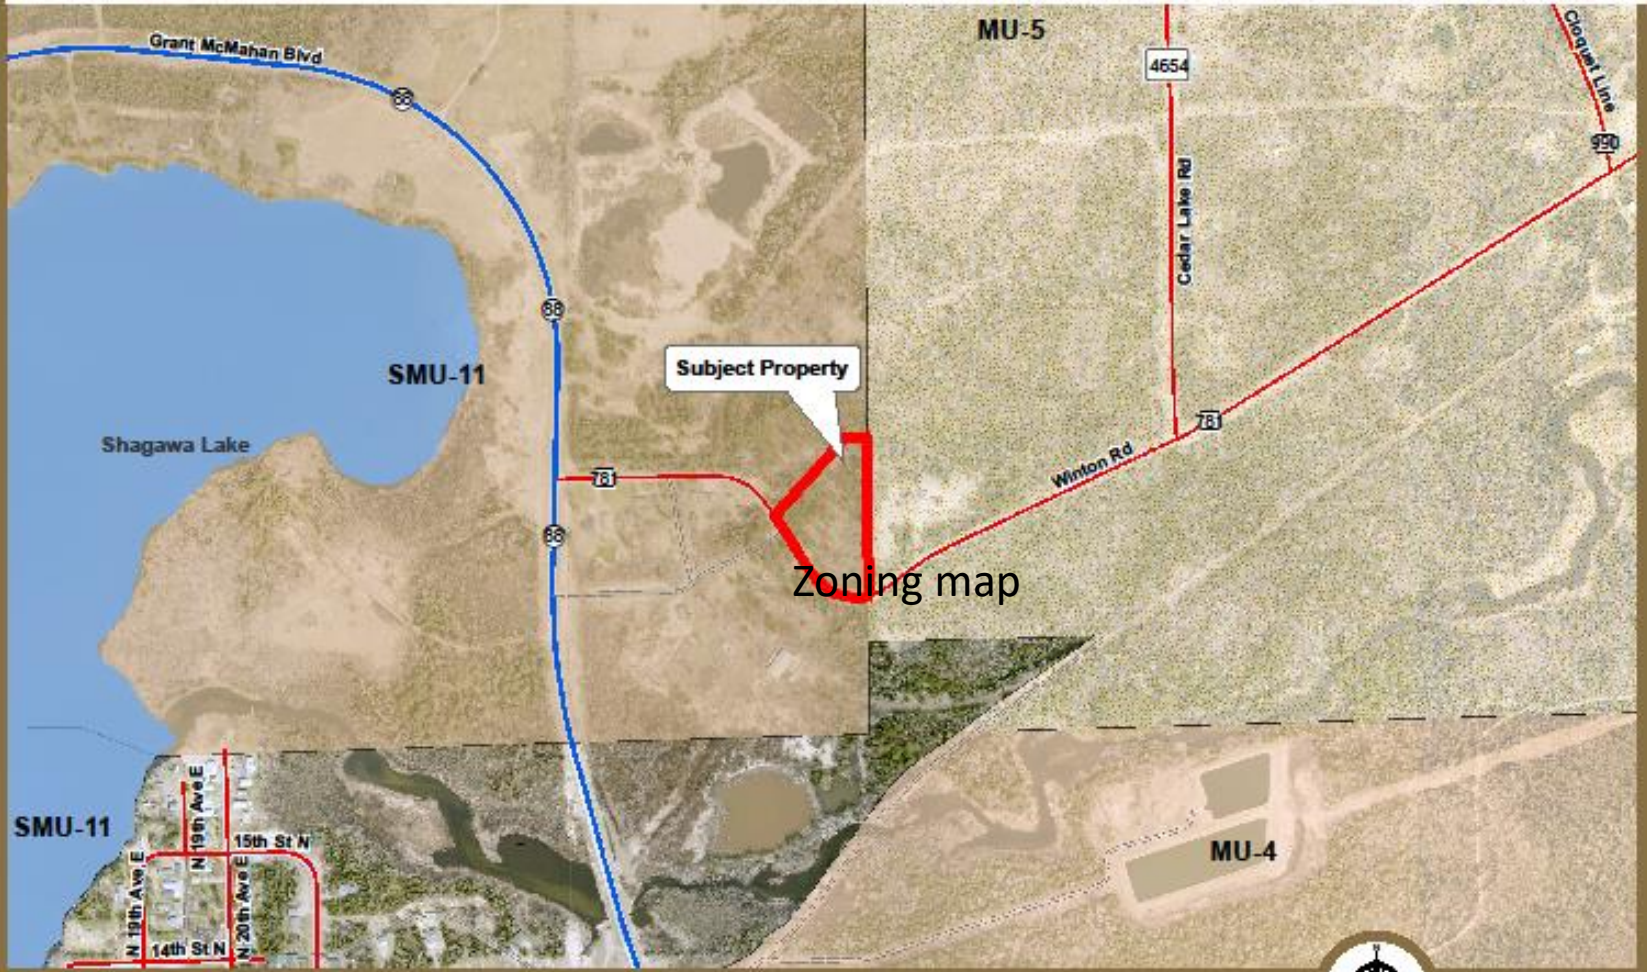 MU-5
Grant McMahan Blvd
88
4654
Cloquet Line
990
Cedar Lake Rd
88
Subject Property
SMU-11
Shagawa Lake
781
781
Winton Rd
88
Zoning map
SMU-11
N 19th Ave E
15th St N
MU-4
N 19th Ave E
N 20th Ave E
14th St N
N